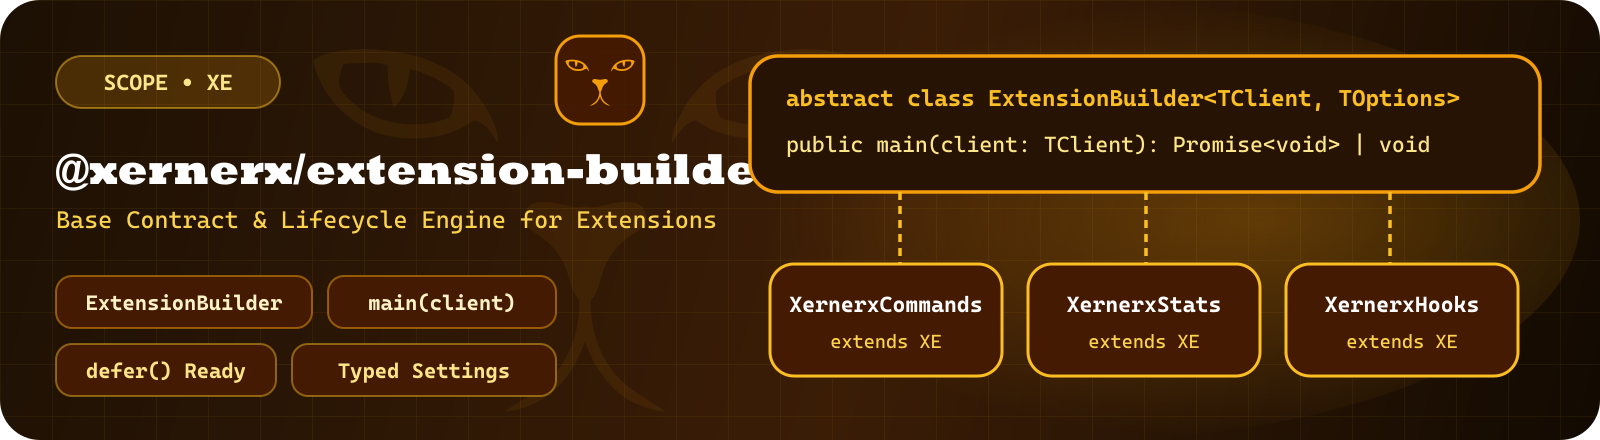 SCOPE • XE
@xernerx/extension-builde
Base Contract & Lifecycle Engine for Extensions
ExtensionBuilder
main(client)
defer() Ready
Typed Settings
abstract class ExtensionBuilder<TClient, TOptions>
public main(client: TClient): Promise<void> | void
XernerxCommands
extends XE
XernerxStats
extends XE
XernerxHooks
extends XE